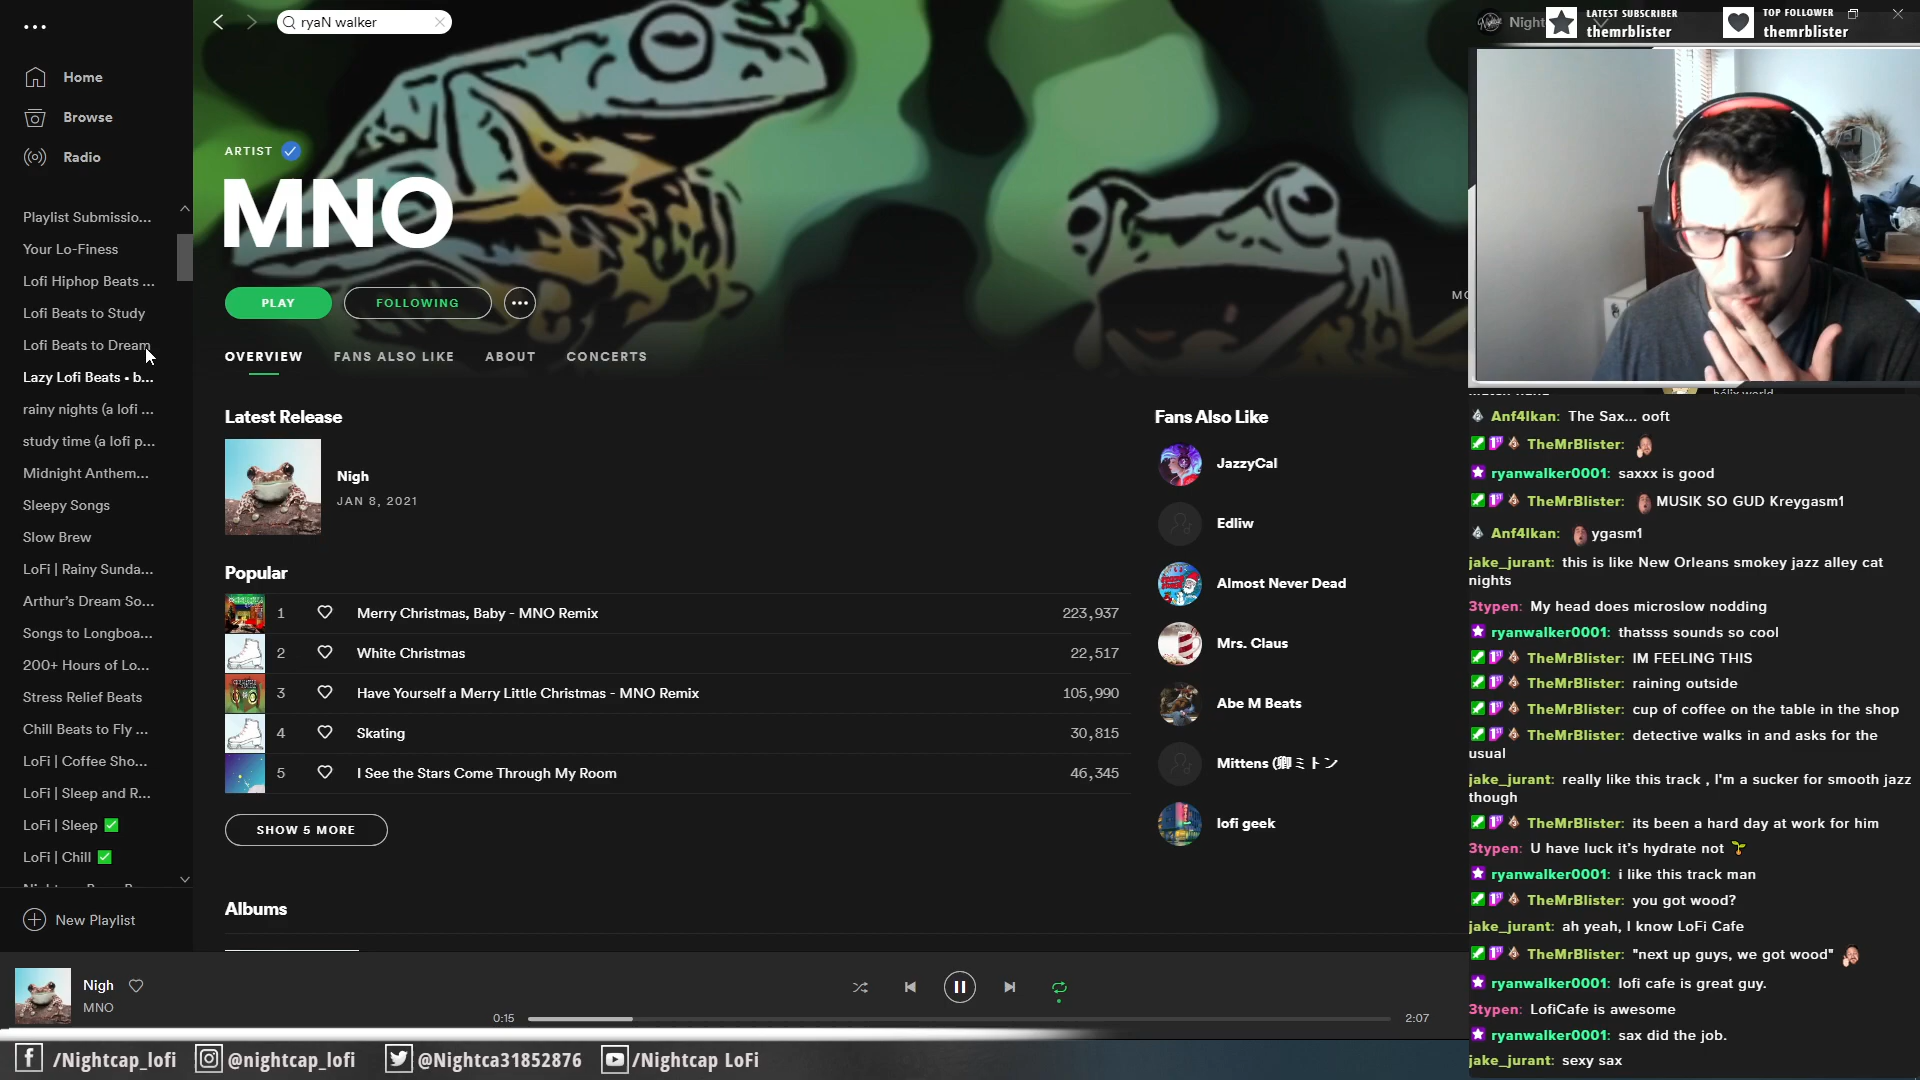 ryaN walker
Home
Browse
Radio
Playlist Submissio...
Your Lo-Finess
Lofi Hiphop Beats ...
Lofi Beats to Study
Lofi Beats to Dream
Lazy Lofi Beats - b...
rainy nights (a lofi ...
study time (a lofi p...
Midnight Anthem...
Sleepy Songs
Slow Brew
LoFi | Rainy Sunda...
Arthur's Dream So...
Songs to Longboa...
200+ Hours of Lo...
Stress Relief Beats
Chill Beats to Fly ...
LoFi | Coffee Sho...
LoFi | Sleep and R...
LoFi | Sleep ✅
LoFi | Chill ✅
New Playlist
ARTIST
MNO
PLAY
FOLLOWING
OVERVIEW
FANS ALSO LIKE
ABOUT
CONCERTS
Latest Release
Nigh
JAN 8, 2021
Popular
1 Merry Christmas, Baby - MNO Remix 223,937
2 White Christmas 22,517
3 Have Yourself a Merry Little Christmas - MNO Remix 105,990
4 Skating 30,815
5 I See the Stars Come Through My Room 46,345
SHOW 5 MORE
Albums
Fans Also Like
JazzyCal
Edliw
Almost Never Dead
Mrs. Claus
Abe M Beats
Mittens (卿ミトン
lofi geek
Nigh
MNO
0:15
2:07
/Nightcap_lofi
@nightcap_lofi
@Nightca31852876
/Nightcap LoFi
Night
LATEST SUBSCRIBER
themrblister
TOP FOLLOWER
themrblister
Anf4lkan: The Sax... ooft
TheMrBlister:
ryanwalker0001: saxxx is good
TheMrBlister: MUSIK SO GUD Kreygasm1
Anf4lkan: ygasm1
jake_jurant: this is like New Orleans smokey jazz alley cat
nights
3typen: My head does microslow nodding
ryanwalker0001: thatsss sounds so cool
TheMrBlister: IM FEELING THIS
TheMrBlister: raining outside
TheMrBlister: cup of coffee on the table in the shop
TheMrBlister: detective walks in and asks for the
usual
jake_jurant: really like this track , I'm a sucker for smooth jazz
though
TheMrBlister: its been a hard day at work for him
3typen: U have luck it's hydrate not 🌱
ryanwalker0001: i like this track man
TheMrBlister: you got wood?
jake_jurant: ah yeah, I know LoFi Cafe
TheMrBlister: "next up guys, we got wood"
ryanwalker0001: lofi cafe is great guy.
3typen: LofiCafe is awesome
ryanwalker0001: sax did the job.
jake_jurant: sexy sax